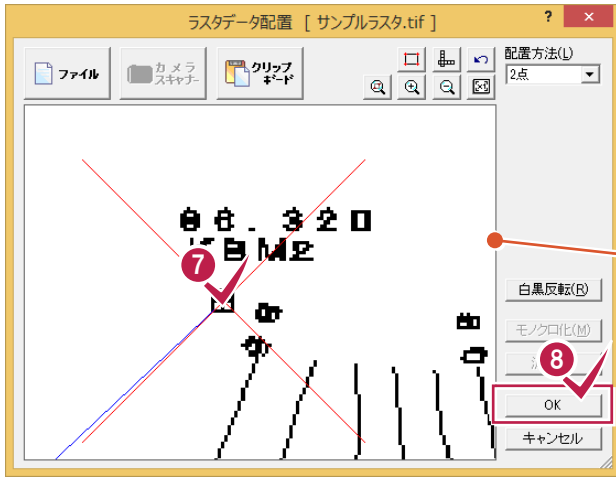 ラスタデータ配置 [ サンプルラスタ.tif ]
? ×
ファイル
カメラ
スキャナー
クリップ
ボード
配置方法(L)
2点
06.320
KBM2
7
白黒反転(R)
モノクロ化(M)
8
OK
キャンセル